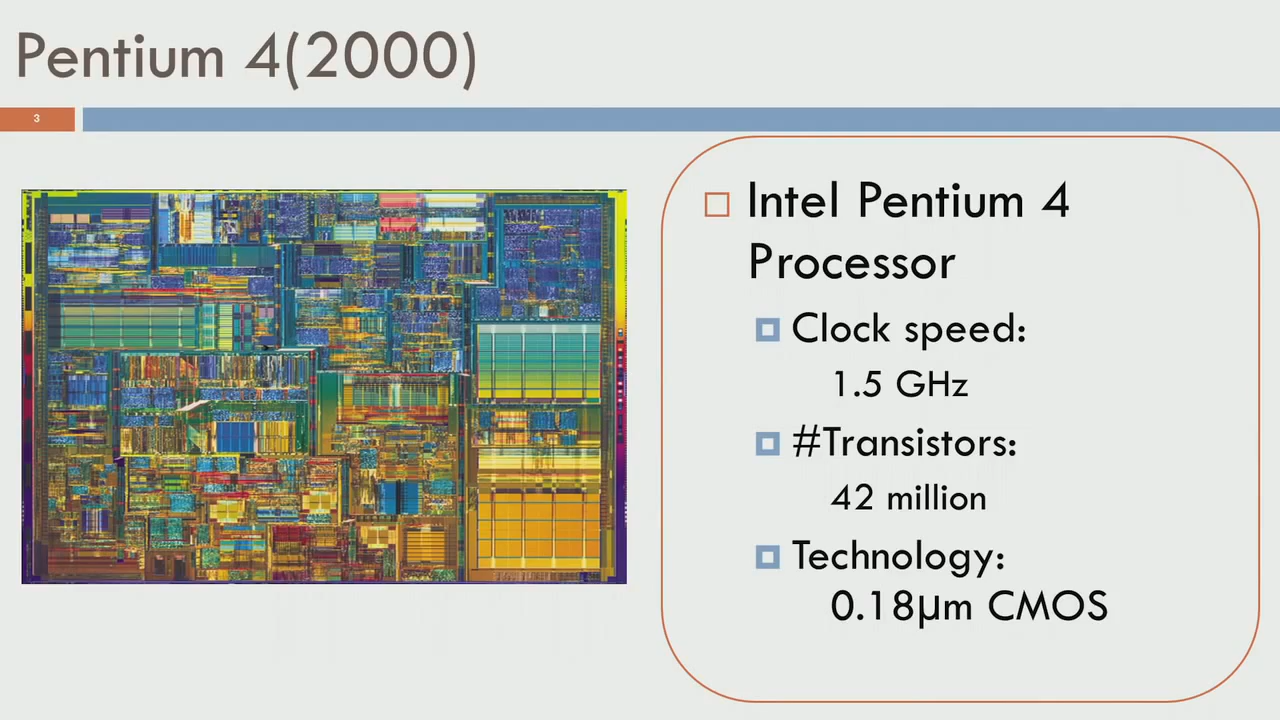 Pentium 4(2000)
3
Intel Pentium 4
Processor
Clock speed:
1.5 GHz
#Transistors:
42 million
Technology:
0.18µm CMOS